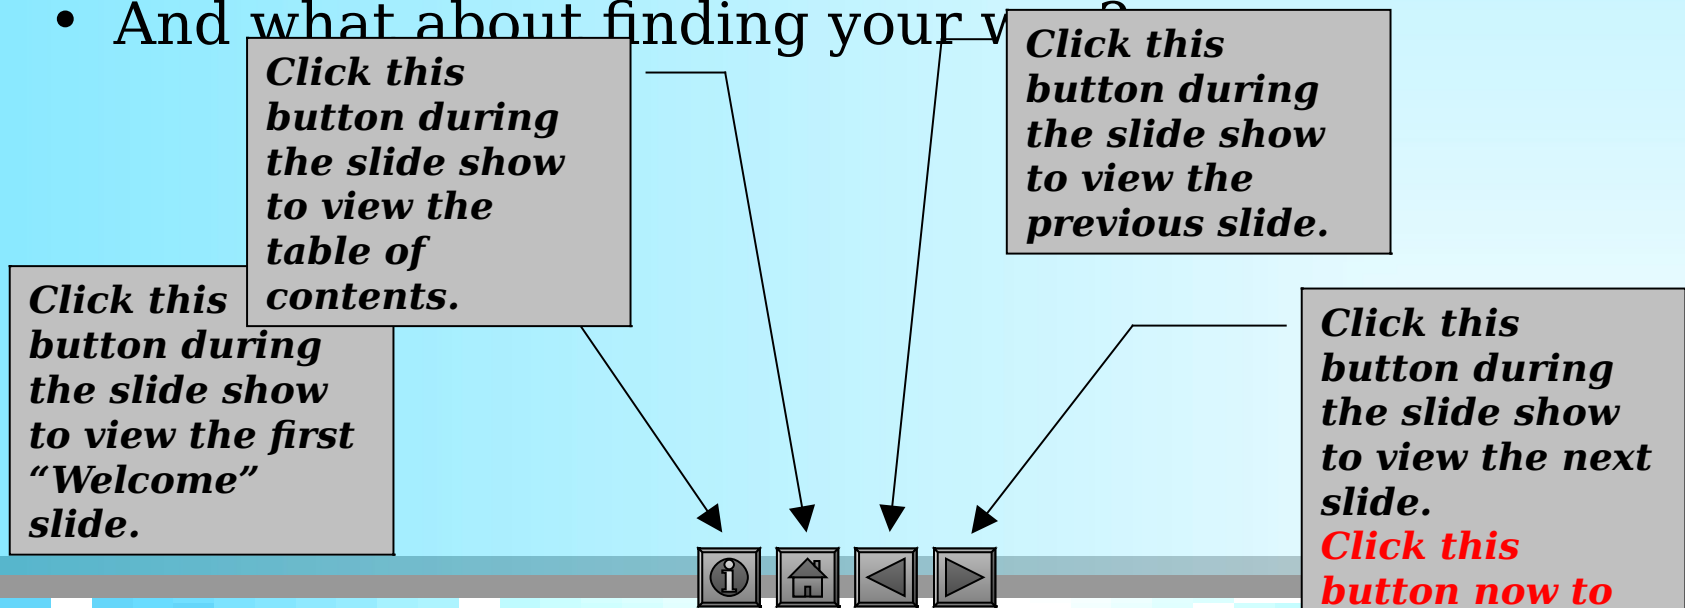 • And what about finding your
Click this
button during
the slide show
to view the
table of
contents.
Click this
button during
the slide show
to view the
previous slide.
Click this
button during
the slide show
to view the first
“Welcome”
slide.
Click this
button during
the slide show
to view the next
slide.
Click this
button now to